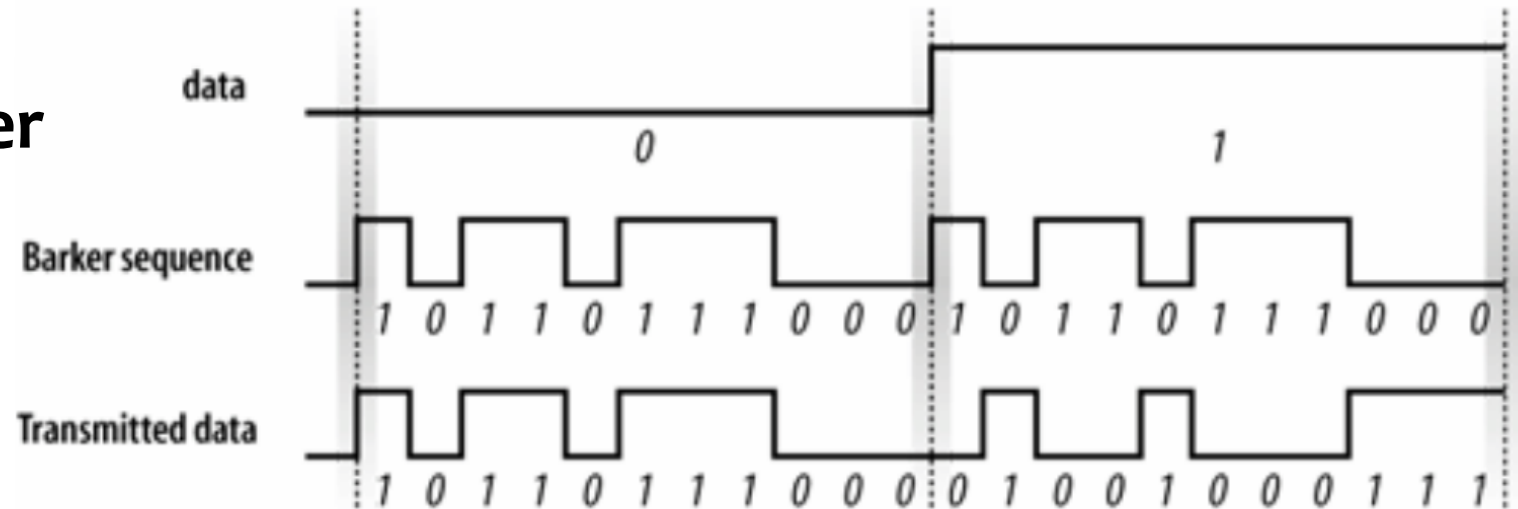 data
er
0 1
Barker sequence
1 0 1 1 0 1 1 1 0 0 0 1 0 1 1 0 1 1 1 0 0 0
Transmitted data
1 0 1 1 0 1 1 1 0 0 0 0 1 0 0 1 0 0 0 1 1 1